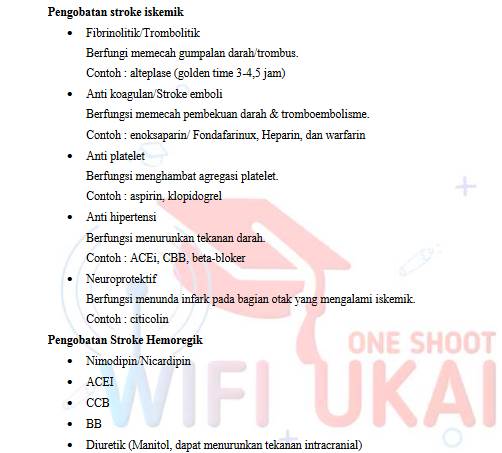 Pengobatan stroke iskemik
• Fibrinolitik/Trombolitik
Berfungi memecah gumpalan darah/trombus.
Contoh : alteplase (golden time 3-4,5 jam)
• Anti koagulan/Stroke emboli
Berfungsi memecah pembekuan darah & tromboembolisme.
Contoh : enoksaparin/ Fondafarinux, Heparin, dan warfarin
• Anti platelet
Berfungsi menghambat agregasi platelet.
Contoh : aspirin, klopidogrel
• Anti hipertensi
Berfungsi menurunkan tekanan darah.
Contoh : ACEi, CBB, beta-bloker
• Neuroprotektif
Berfungsi menunda infark pada bagian otak yang mengalami iskemik.
Contoh : citicolin
Pengobatan Stroke Hemoregik
• Nimodipin/Nicardipin
• ACEI
• CCB
• BB
• Diuretik (Manitol, dapat menurunkan tekanan intracranial)
ONE SHOOT
WIFI UKAI